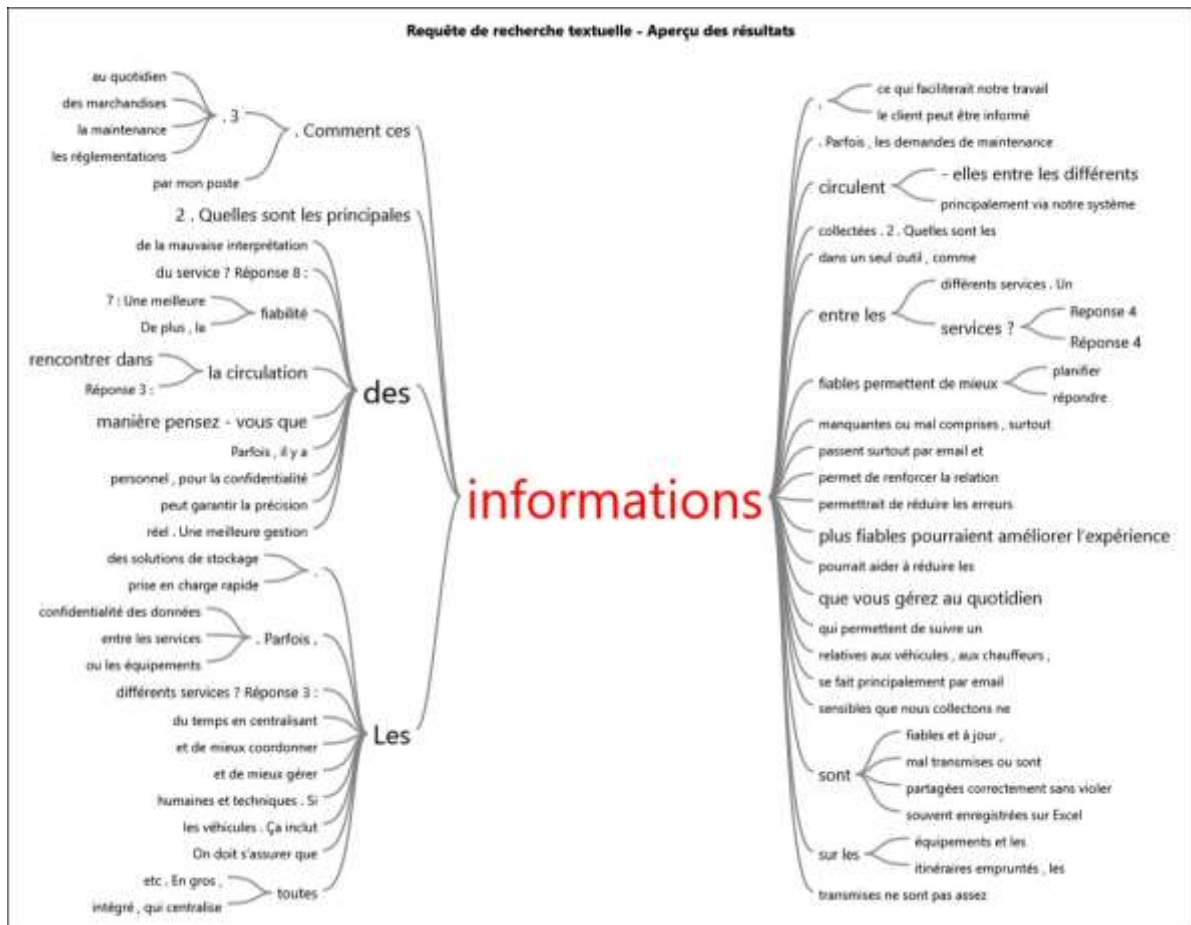 Requête de recherche textuelle - Aperçu des résultats
au quotidien
des marchandises
la maintenance
les réglementations
. 3
par mon poste
. Comment ces
2 . Quelles sont les principales
de la mauvaise interprétation
du service ? Réponse 8 :
7 : Une meilleure
De plus , la
fiabilité
rencontrer dans
Réponse 3 :
la circulation
manière pensez - vous que
Parfois , il y a
personnel , pour la confidentialité
peut garantir la précision
réel . Une meilleure gestion
des
des solutions de stockage
prise en charge rapide
.
confidentialité des données
entre les services
ou les équipements
. Parfois ,
différents services ? Réponse 3 :
du temps en centralisant
et de mieux coordonner
et de mieux gérer
humaines et techniques . Si
les véhicules . Ça inclut
On doit s'assurer que
etc . En gros ,
intégré , qui centralise
toutes
Les
informations
,
ce qui faciliterait notre travail
le client peut être informé
. Parfois , les demandes de maintenance
circulent
- elles entre les différents
principalement via notre système
collectées . 2 . Quelles sont les
dans un seul outil , comme
entre les
différents services . Un
services ?
Reponse 4
Réponse 4
fiables permettent de mieux
planifier
répondre
manquantes ou mal comprises , surtout
passent surtout par email et
permet de renforcer la relation
permettrait de réduire les erreurs
plus fiables pourraient améliorer l'expérience
pourrait aider à réduire les
que vous gérez au quotidien
qui permettent de suivre un
relatives aux véhicules , aux chauffeurs ,
se fait principalement par email
sensibles que nous collectons ne
sont
fiables et à jour ,
mal transmises ou sont
partagées correctement sans violer
souvent enregistrées sur Excel
sur les
équipements et les
itinéraires empruntés , les
transmises ne sont pas assez